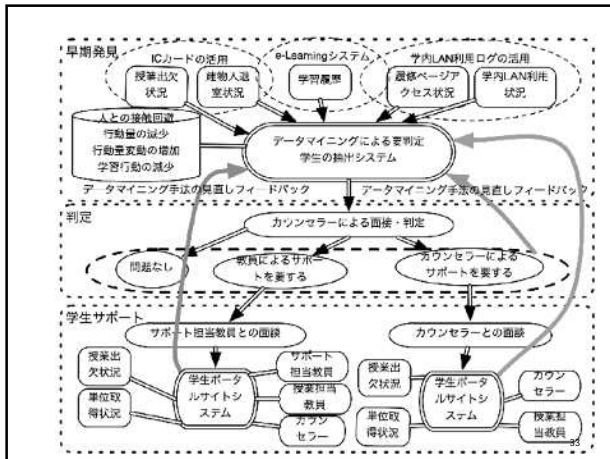 早期発見
ICカードの活用
e-Learningシステム
学内LAN利用ログの活用
授業出欠
状況
建物入退
室状況
学習履歴
履修ページア
クセス状況
学内LAN利用
状況
人との接触回避
行動量の減少
行動量変動の増加
学習行動の減少
データマイニングによる要判定
学生の抽出システム
データマイニング手法の見直しフィードバック
データマイニング手法の見直しフィードバック
判定
カウンセラーによる面接・判定
問題なし
教員によるサポー
トを要する
カウンセラーによる
サポートを要する
学生サポート
サポート担当教員との面談
カウンセラーとの面談
授業出
欠状況
単位取
得状況
学生ポータ
ルサイトシ
ステム
サポート
担当教員
授業担当
教員
カウン
セラー
授業出
欠状況
単位取
得状況
学生ポータ
ルサイトシ
ステム
カウン
セラー
授業担
当教員
33